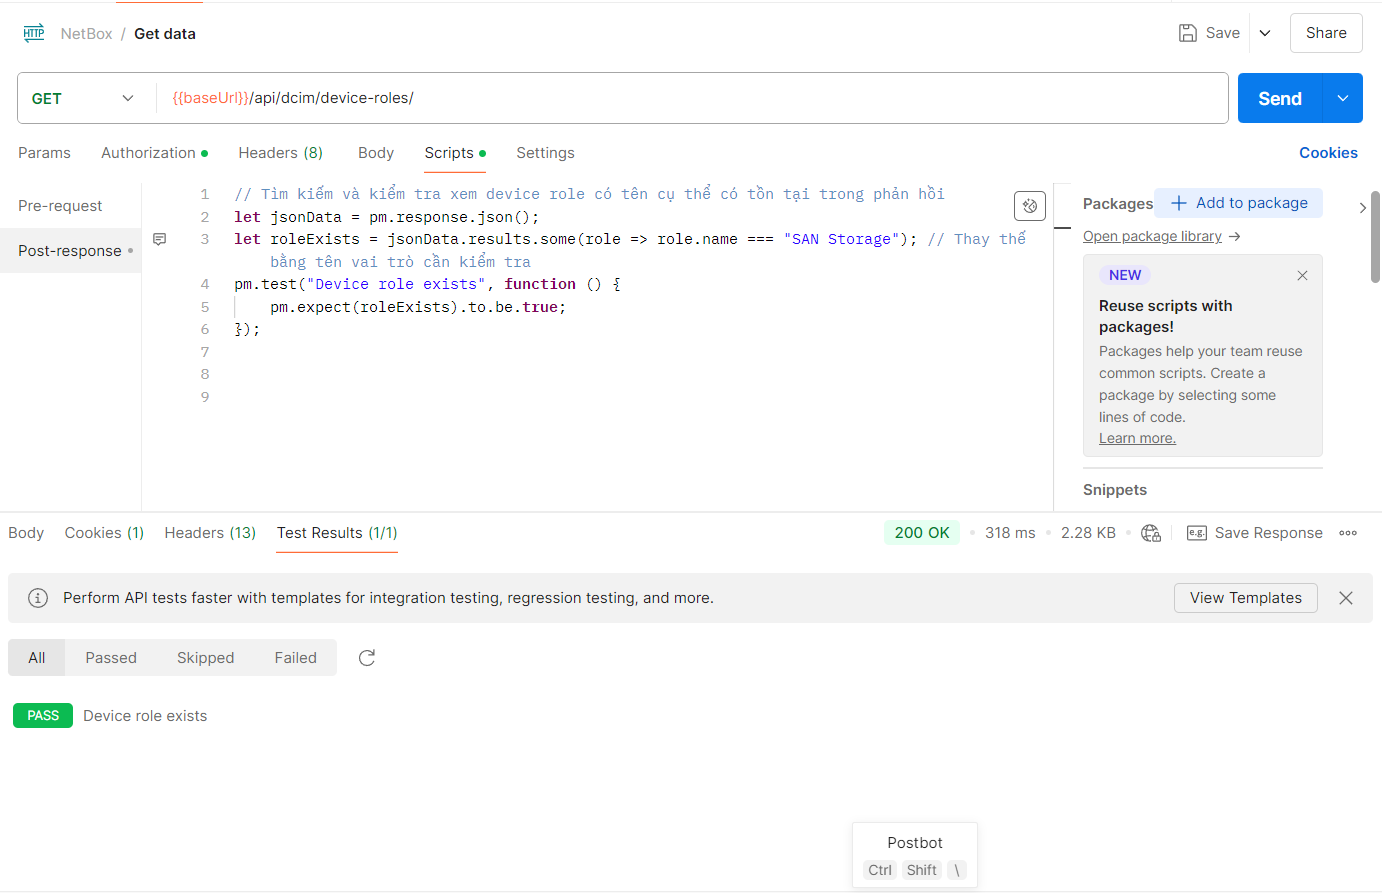 HTTP NetBox / Get data Save Share
GET {{baseUrl}}/api/dcim/device-roles/ Send
Params Authorization Headers (8) Body Scripts Settings Cookies
Pre-request
Post-response
1 // Tìm kiếm và kiểm tra xem device role có tên cụ thể có tồn tại trong phản hồi
2 let jsonData = pm.response.json();
3 let roleExists = jsonData.results.some(role => role.name === "SAN Storage"); // Thay thế
bằng tên vai trò cần kiểm tra
4 pm.test("Device role exists", function () {
5 pm.expect(roleExists).to.be.true;
6 });
7
8
9
Packages + Add to package
Open package library →
NEW
Reuse scripts with
packages!
Packages help your team reuse
common scripts. Create a
package by selecting some
lines of code.
Learn more.
Snippets
Body Cookies (1) Headers (13) Test Results (1/1) 200 OK 318 ms 2.28 KB e.g. Save Response
Perform API tests faster with templates for integration testing, regression testing, and more. View Templates
All Passed Skipped Failed
PASS Device role exists
Postbot
Ctrl Shift \